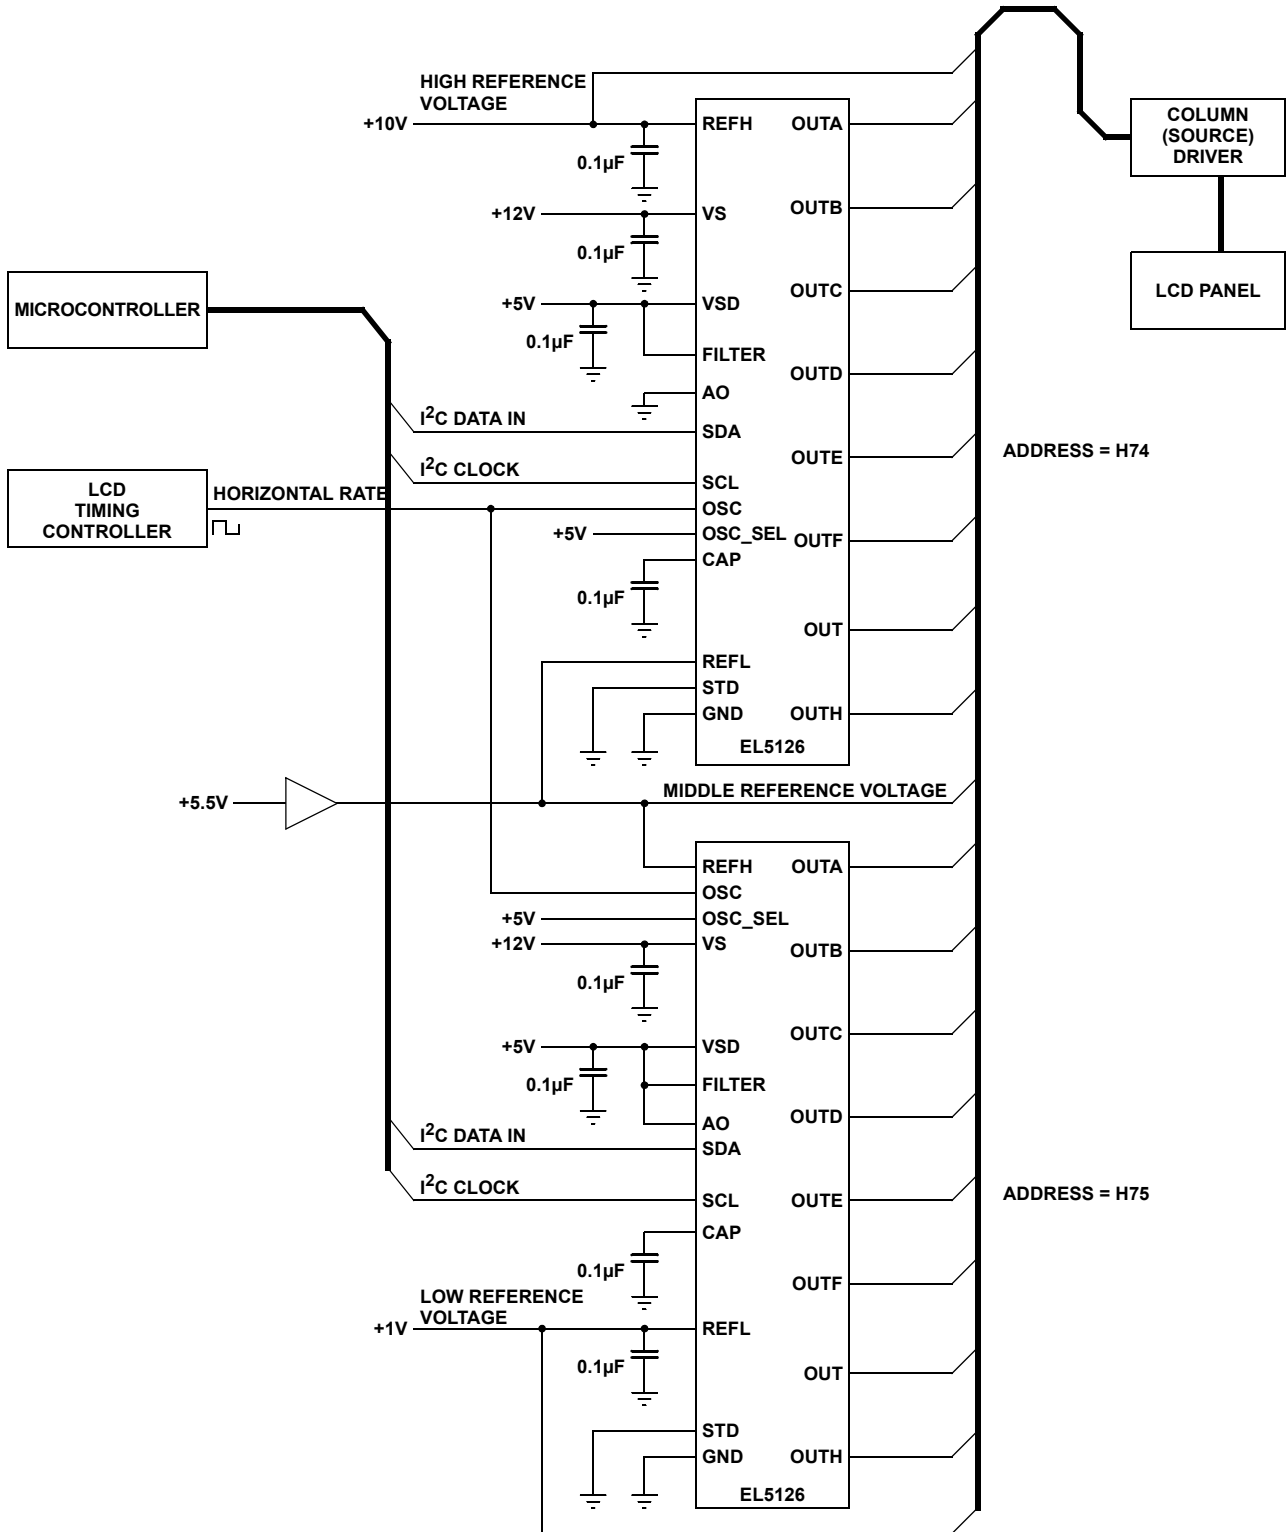 HIGH REFERENCE
VOLTAGE
+10V
REFH
OUTA
0.1µF
+12V
VS
OUTB
0.1µF
+5V
VSD
OUTC
0.1µF
FILTER
OUTD
AO
I²C DATA IN
SDA
OUTE
I²C CLOCK
SCL
HORIZONTAL RATE
OSC
+5V
OSC_SEL
OUTF
CAP
0.1µF
OUT
REFL
STD
GND
OUTH
EL5126
COLUMN
(SOURCE)
DRIVER
LCD PANEL
MICROCONTROLLER
LCD
TIMING
CONTROLLER
ADDRESS = H74
+5.5V
MIDDLE REFERENCE VOLTAGE
REFH
OUTA
OSC
+5V
OSC_SEL
+12V
VS
OUTB
0.1µF
OUTC
+5V
VSD
0.1µF
FILTER
OUTD
AO
I²C DATA IN
SDA
I²C CLOCK
SCL
OUTE
ADDRESS = H75
CAP
0.1µF
OUTF
LOW REFERENCE
VOLTAGE
+1V
REFL
0.1µF
OUT
STD
GND
OUTH
EL5126